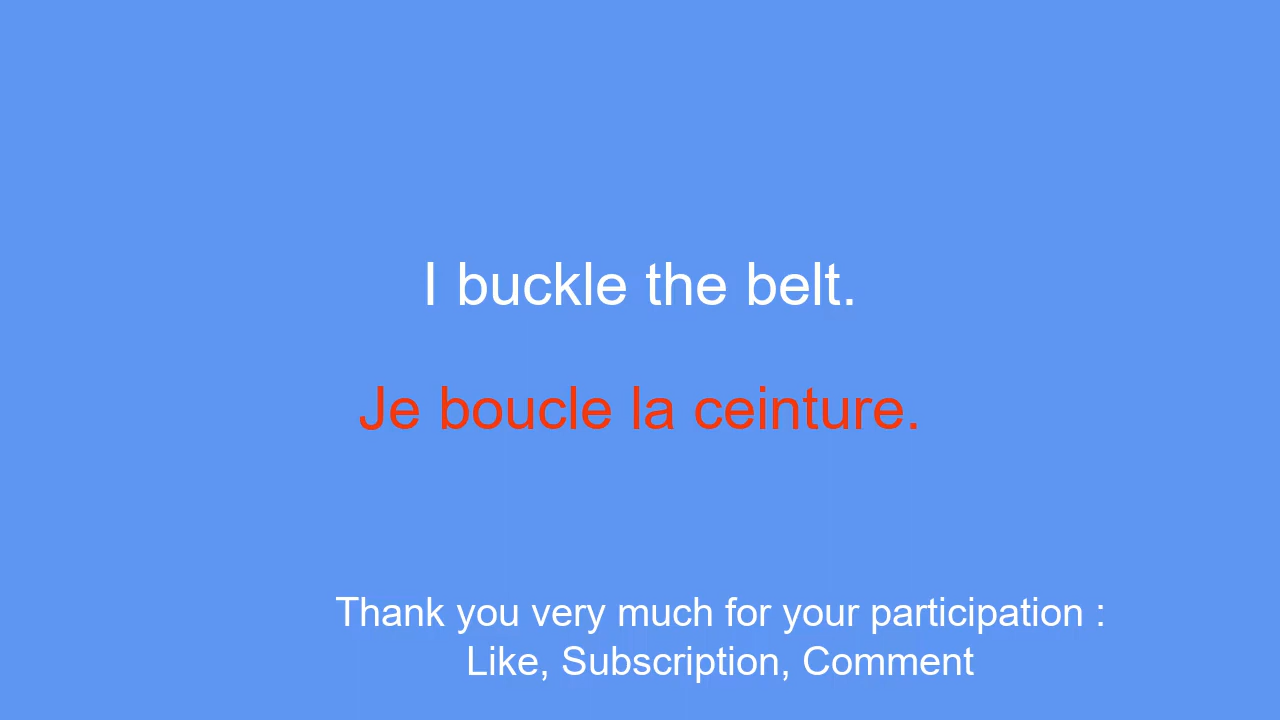 I buckle the belt.
Je boucle la ceinture.
Thank you very much for your participation :
Like, Subscription, Comment